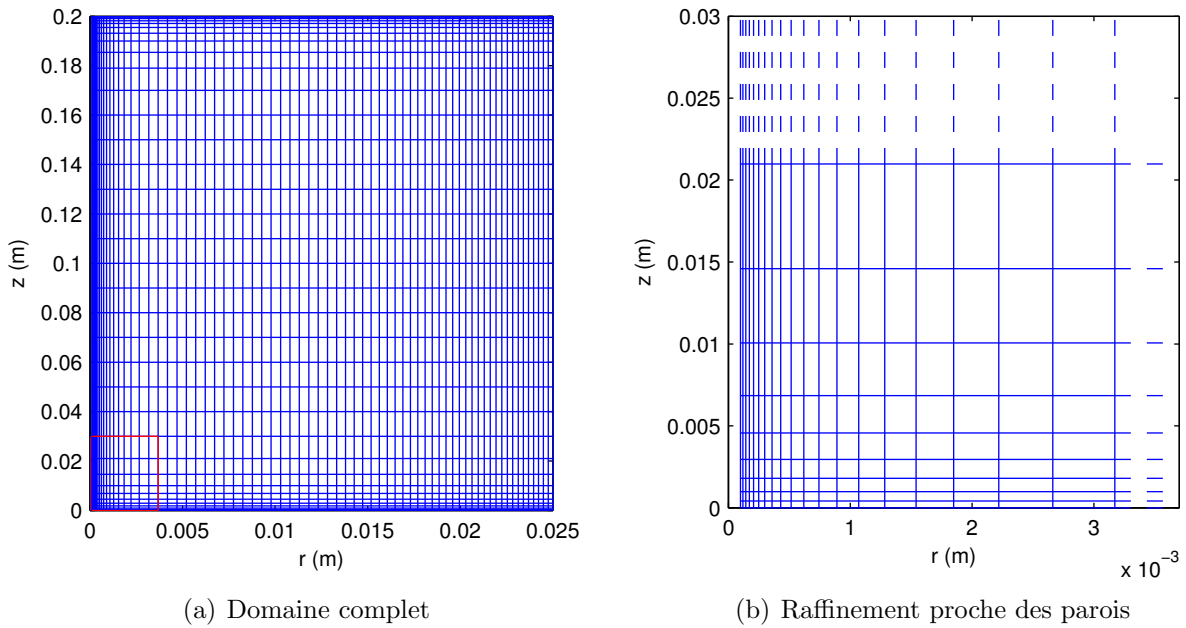 0.2
0.18
0.16
0.14
0.12
0.1
0.08
0.06
0.04
0.02
0
z (m)
0 0.005 0.01 0.015 0.02 0.025
r (m)
(a) Domaine complet
0.03
0.025
0.02
0.015
0.01
0.005
0
z (m)
0 1 2 3
r (m)
x 10⁻³
(b) Raffinement proche des parois